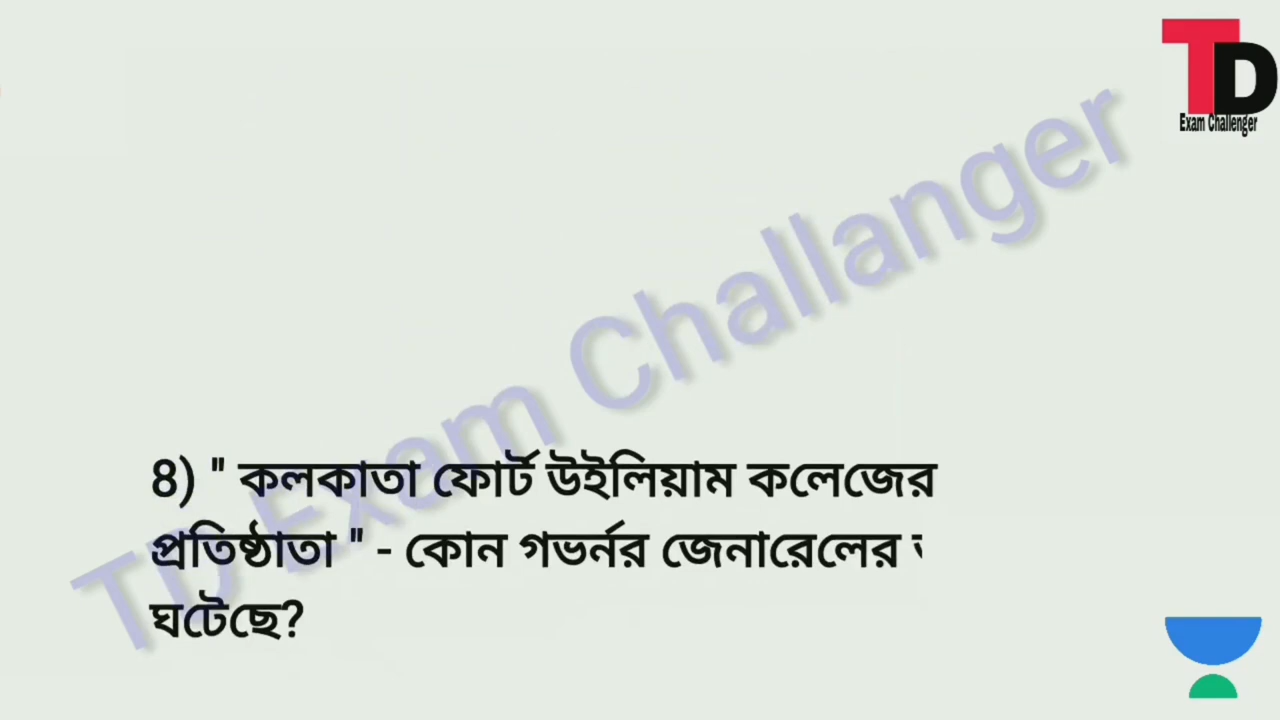 TD
Exam Challenger
TD Exam Challanger
8) " কলকাতা ফোর্ট উইলিয়াম কলেজের
প্রতিষ্ঠাতা " - কোন গভর্নর জেনারেলের
ঘটেছে?